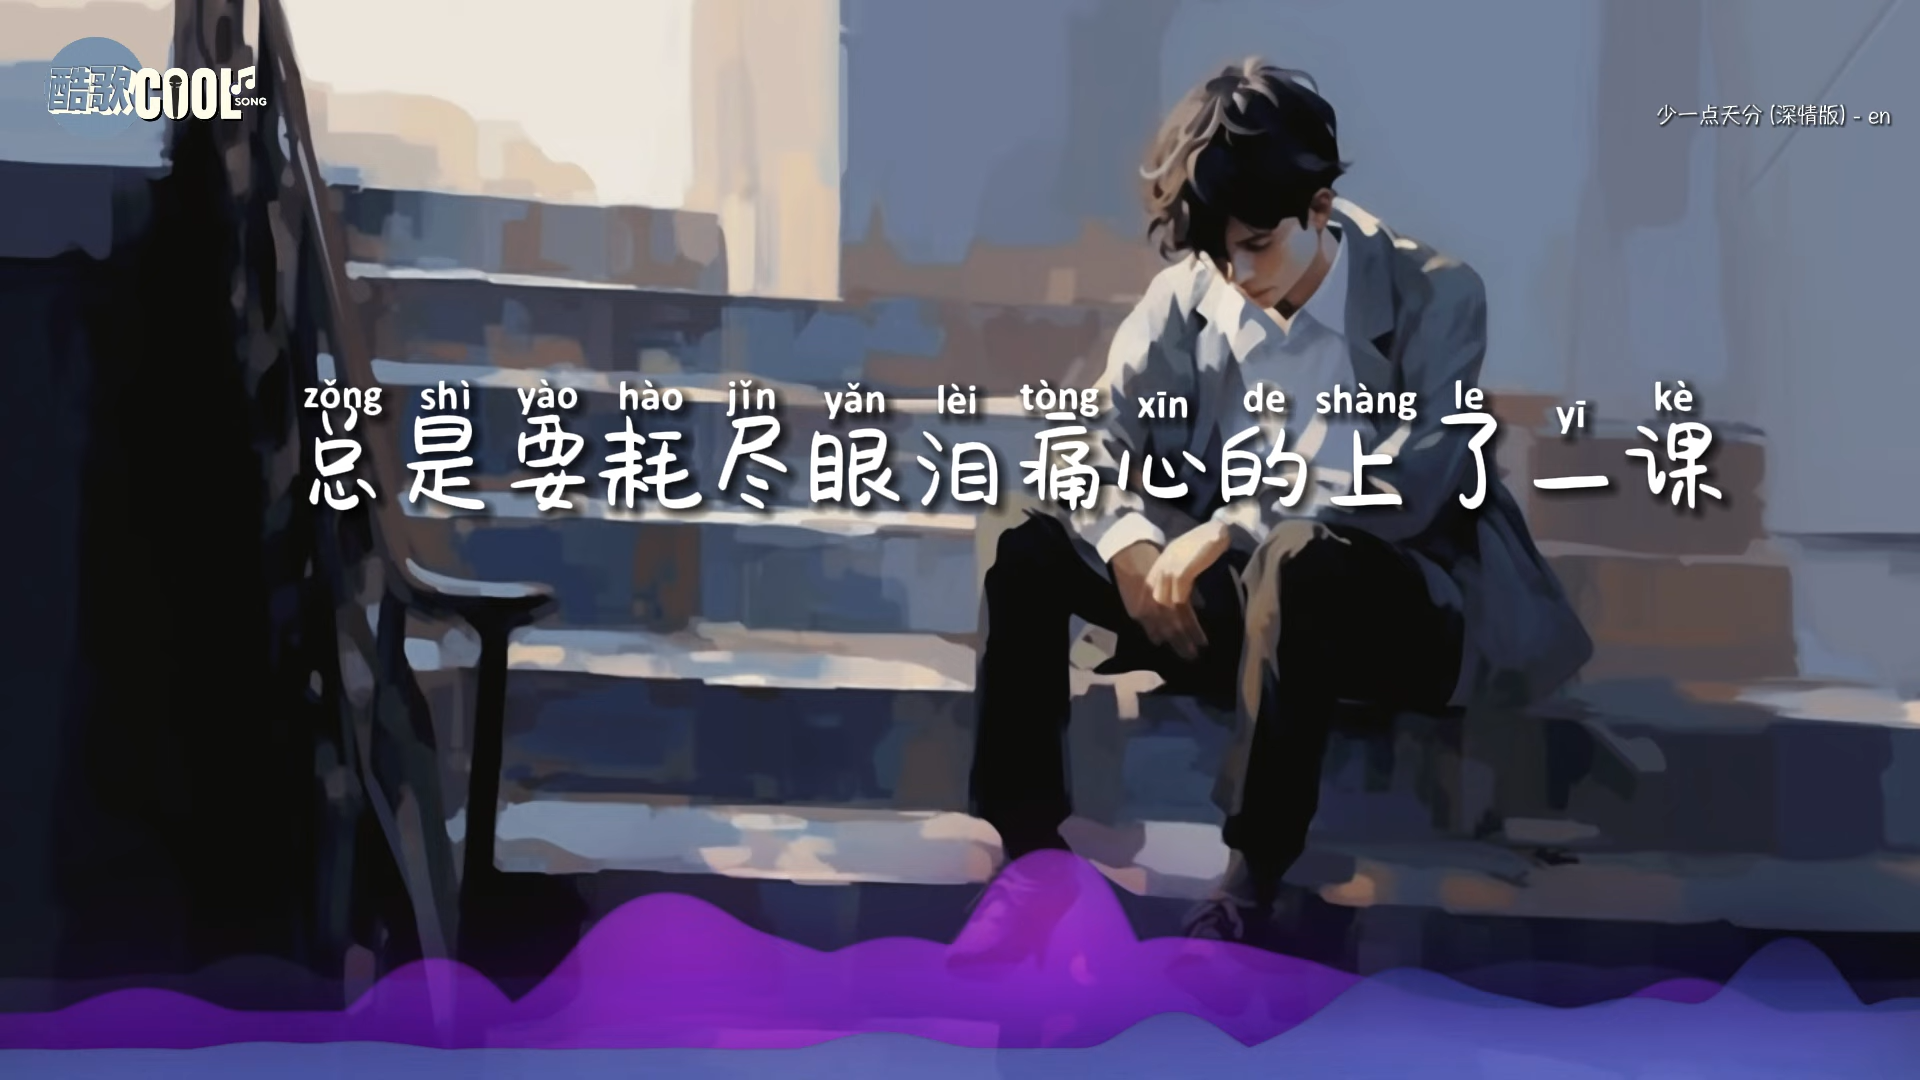 酷歌COOL
SONG
少一点天分 (深情版) - en
zǒng shì yào hào jǐn yǎn lèi tòng xīn de shàng le yī kè
总是要耗尽眼泪痛心的上了一课